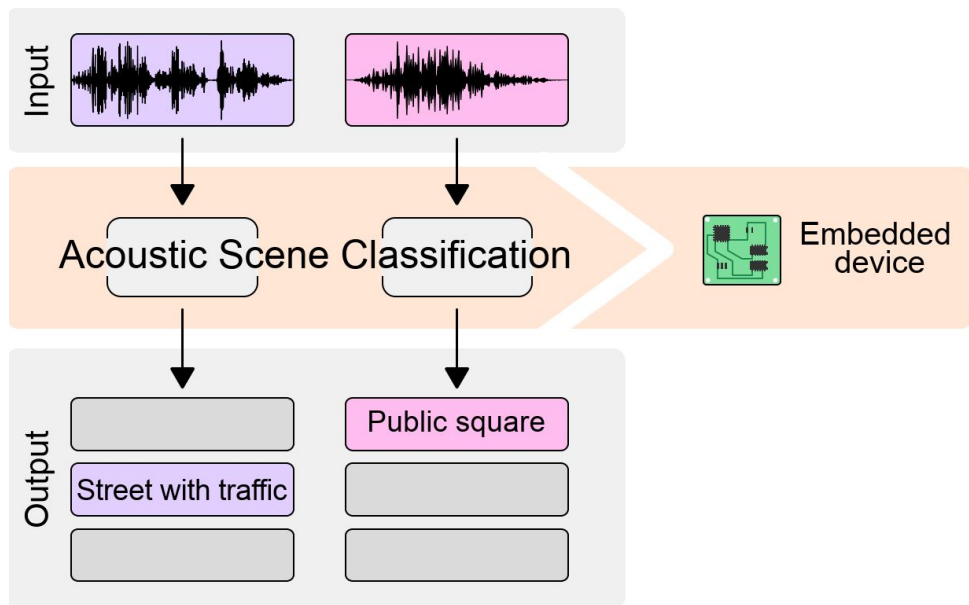 Input
Acoustic Scene Classification
Embedded
device
Output
Public square
Street with traffic